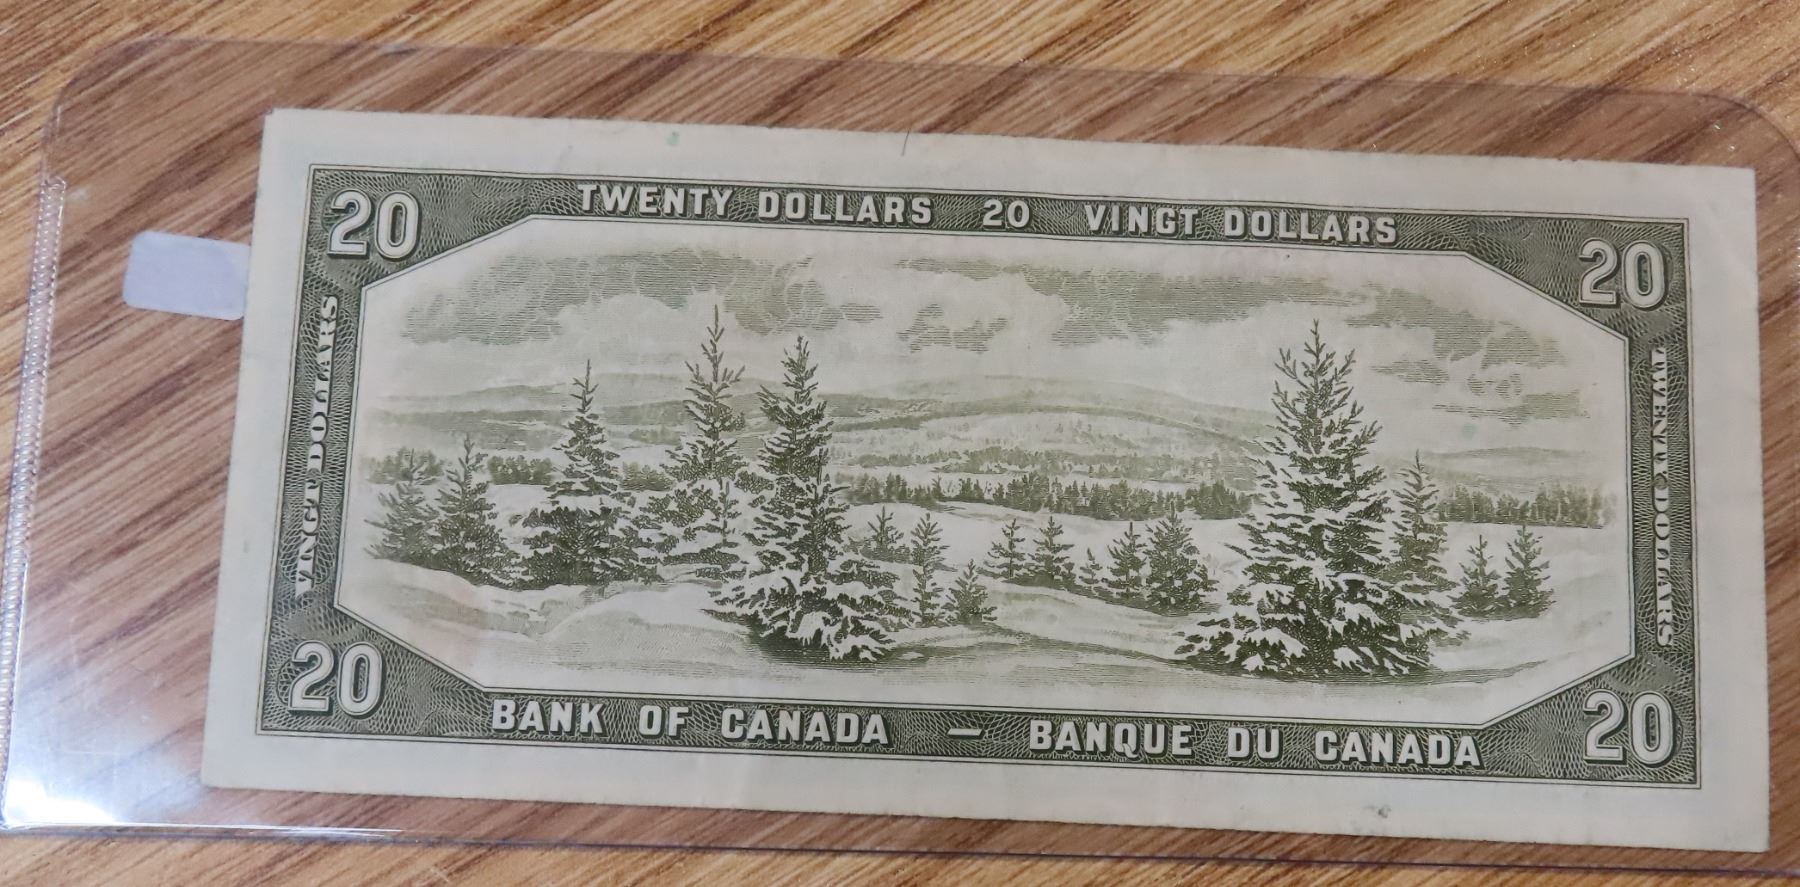 20 TWENTY DOLLARS 20 VINGT DOLLARS 20
VINGT DOLLARS
TWENTY DOLLARS
20 BANK OF CANADA — BANQUE DU CANADA 20